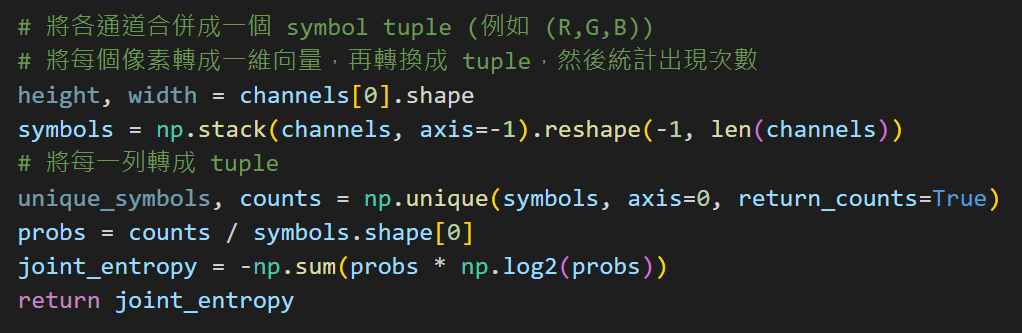 # 將各通道合併成一個 symbol tuple (例如 (R,G,B))
# 將每個像素轉成一維向量，再轉換成 tuple，然後統計出現次數
height, width = channels[0].shape
symbols = np.stack(channels, axis=-1).reshape(-1, len(channels))
# 將每一列轉成 tuple
unique_symbols, counts = np.unique(symbols, axis=0, return_counts=True)
probs = counts / symbols.shape[0]
joint_entropy = -np.sum(probs * np.log2(probs))
return joint_entropy